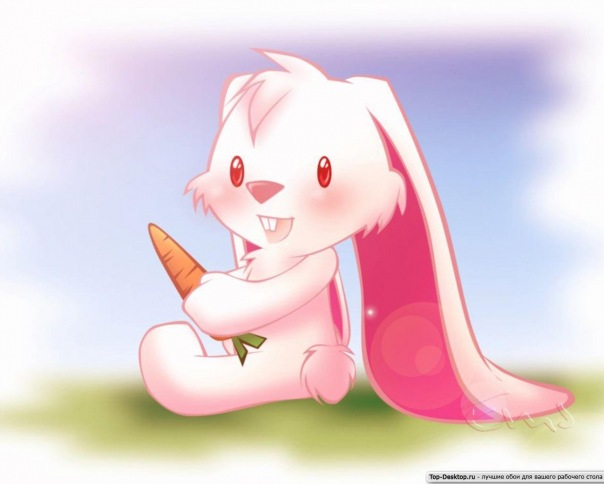 Top-Desktop.ru - лучшие обои для вашего рабочего стола